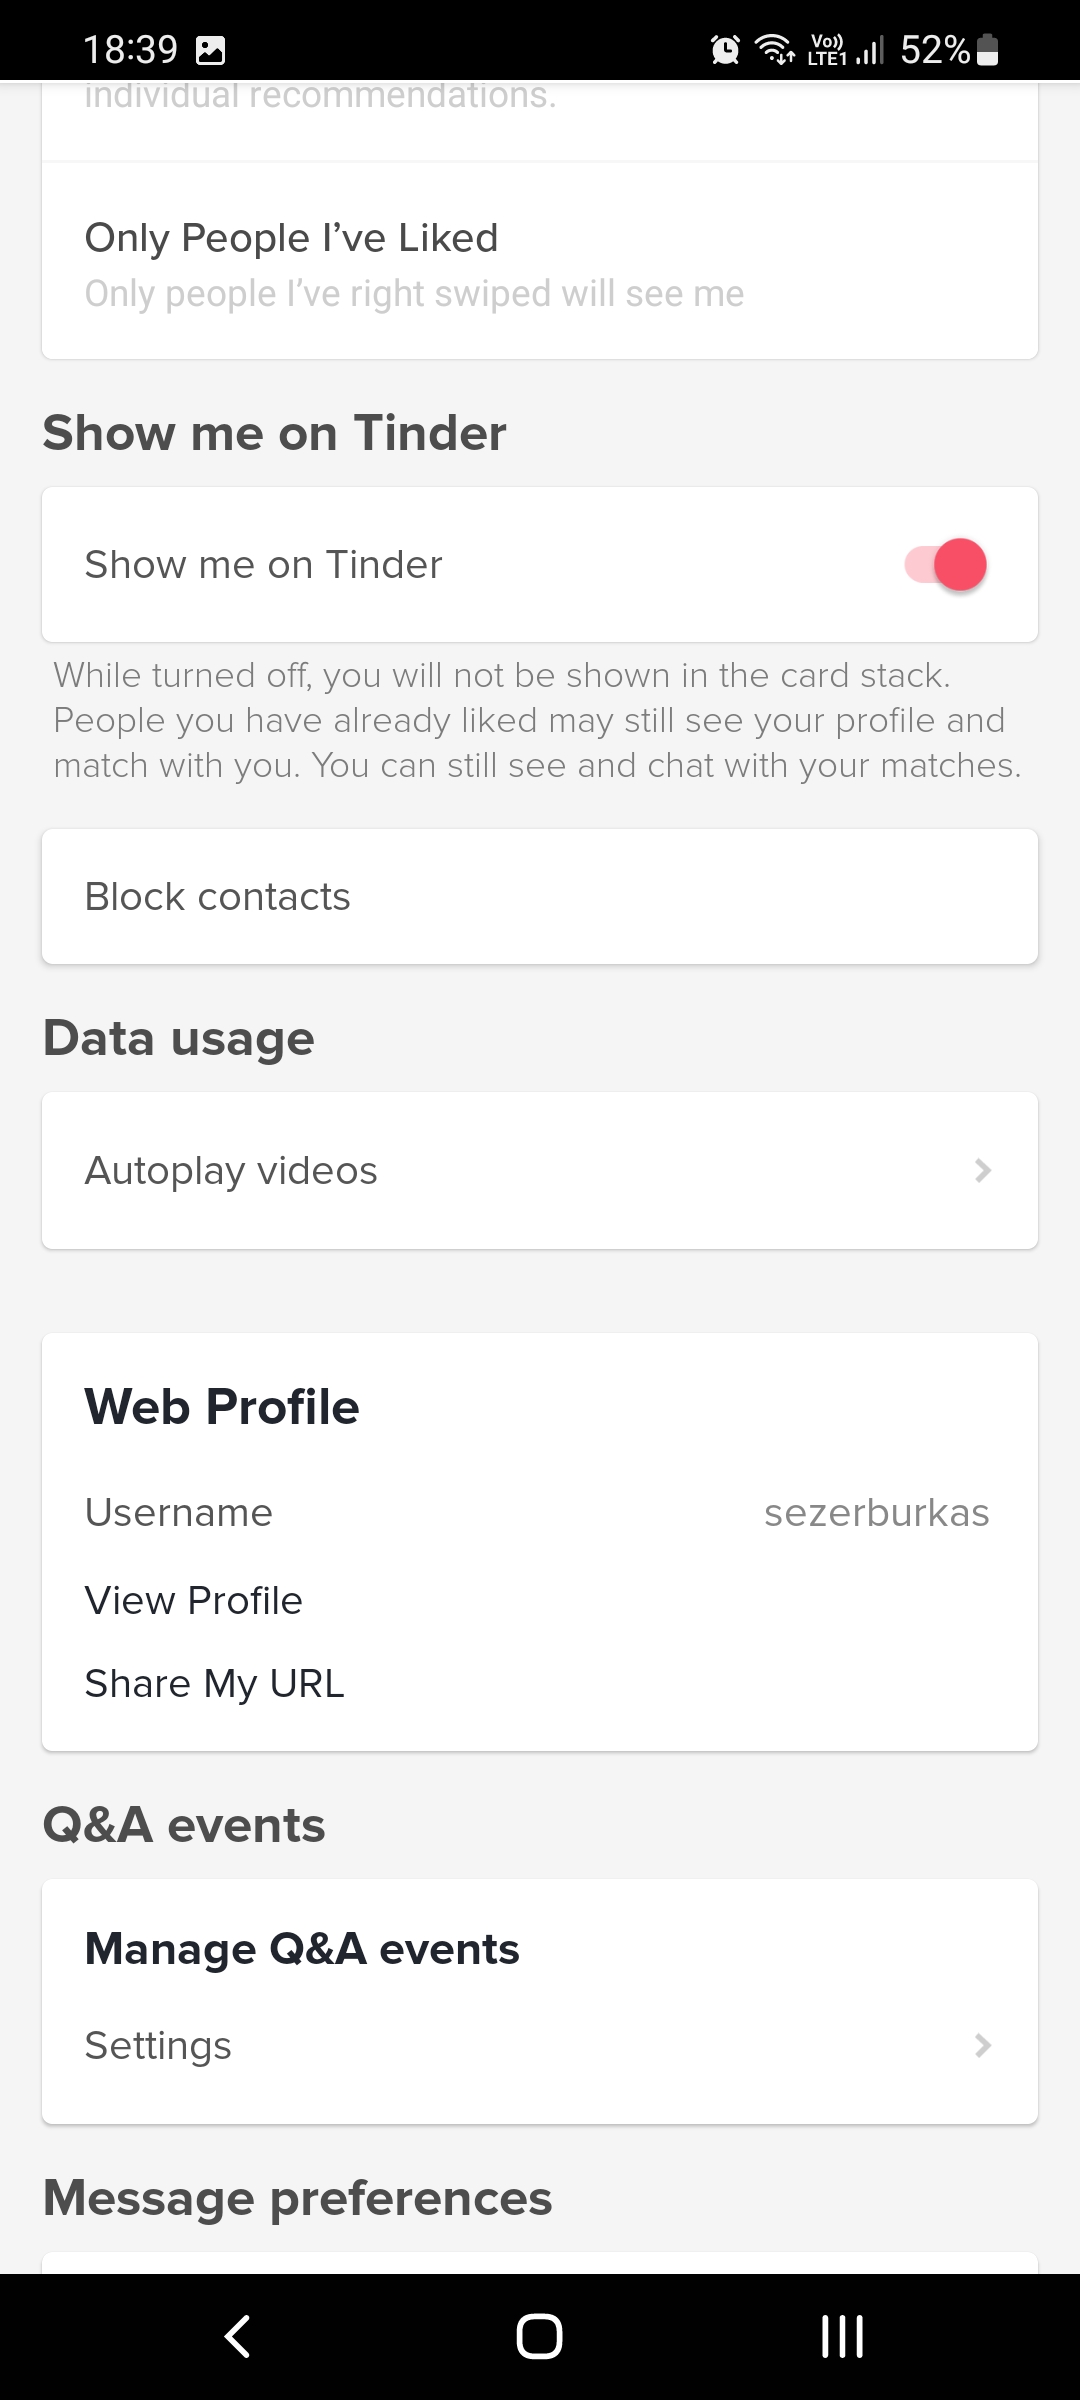 18:39
Vo)) LTE1 52%
individual recommendations.
Only People I’ve Liked
Only people I’ve right swiped will see me
Show me on Tinder
Show me on Tinder
While turned off, you will not be shown in the card stack.
People you have already liked may still see your profile and
match with you. You can still see and chat with your matches.
Block contacts
Data usage
Autoplay videos
Web Profile
Username sezerburkas
View Profile
Share My URL
Q&A events
Manage Q&A events
Settings
Message preferences